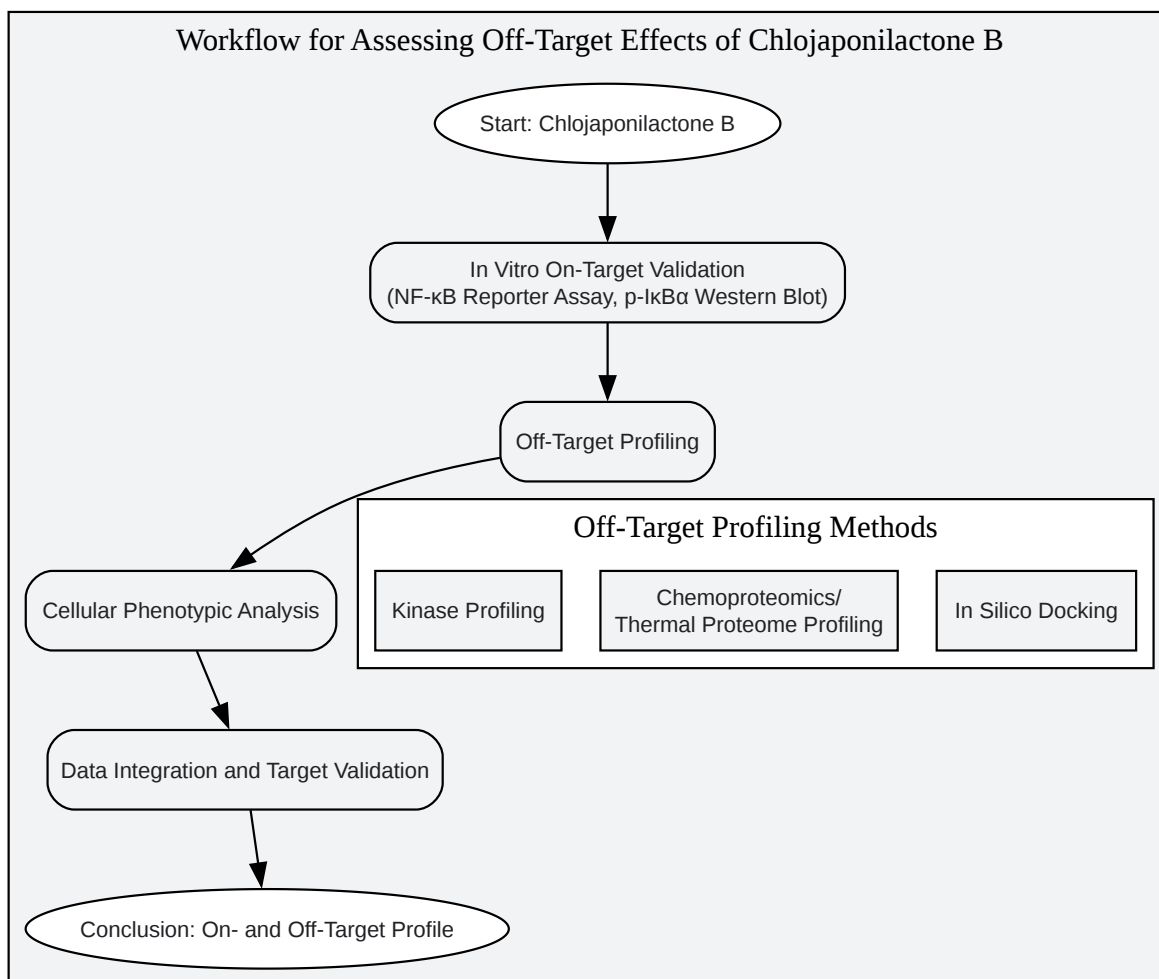 Workflow for Assessing Off-Target Effects of Chlojaponilactone B
Start: Chlojaponilactone B
In Vitro On-Target Validation
(NF-κB Reporter Assay, p-IκBα Western Blot)
Off-Target Profiling
Off-Target Profiling Methods
Cellular Phenotypic Analysis
Kinase Profiling
Chemoproteomics/
Thermal Proteome Profiling
In Silico Docking
Data Integration and Target Validation
Conclusion: On- and Off-Target Profile